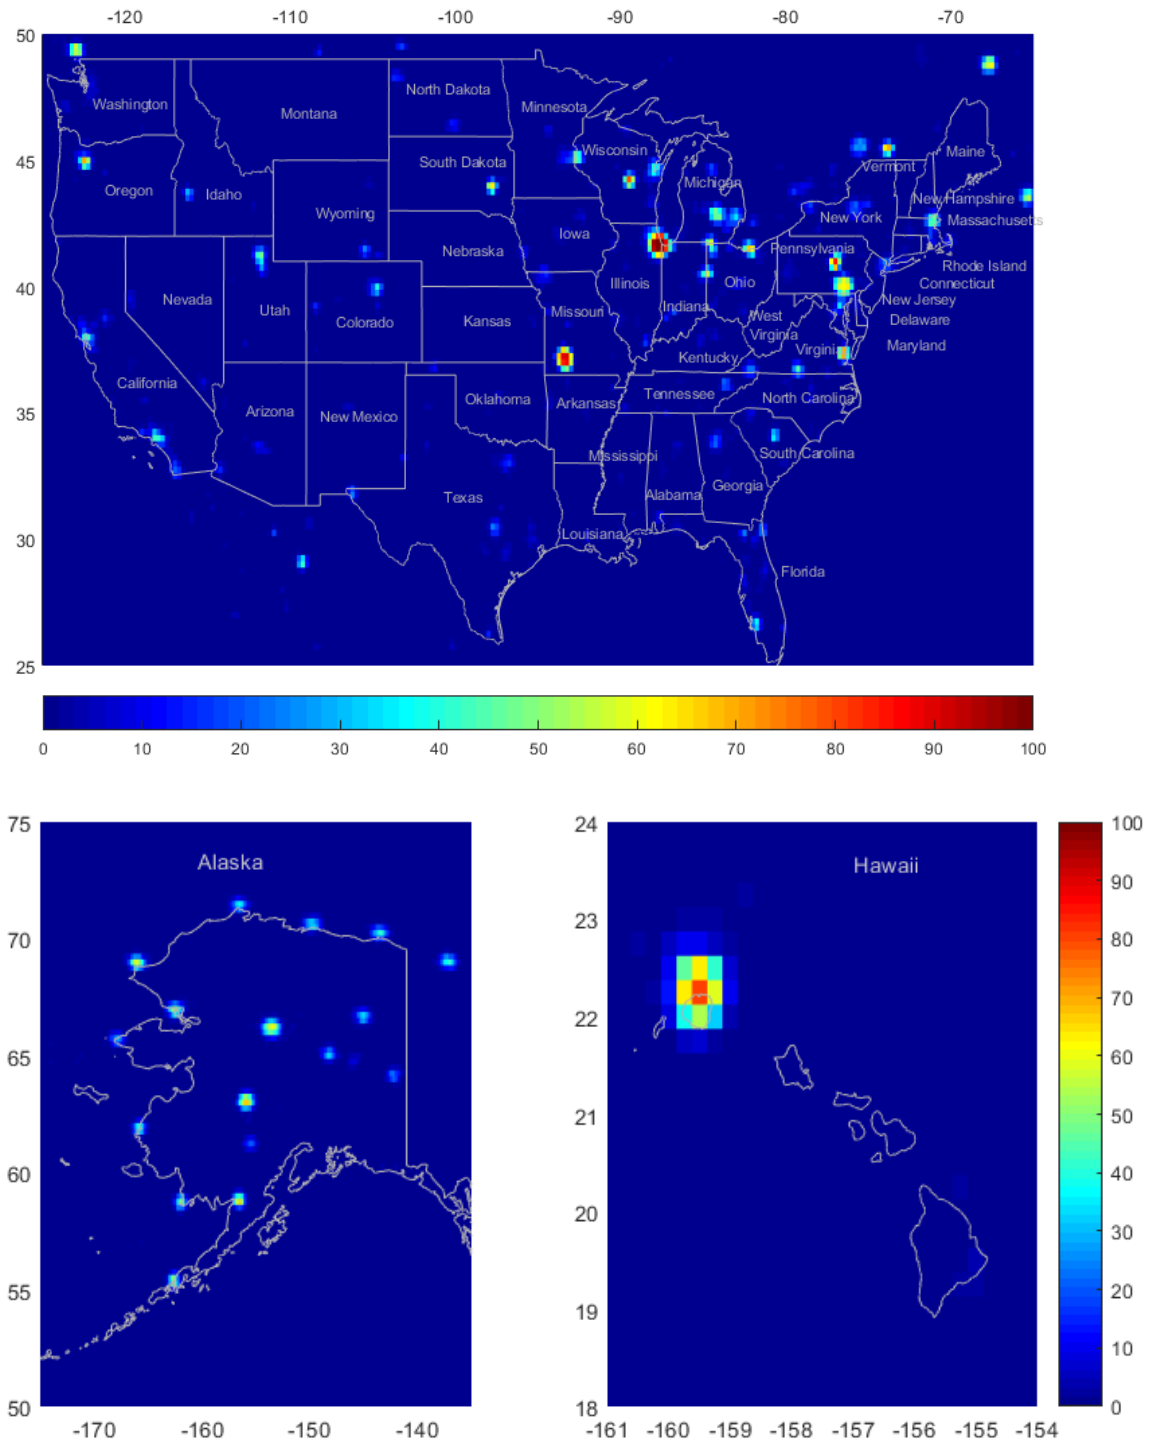 -120 -110 -100 -90 -80 -70
50
North Dakota
Washington
Minnesota
Montana
45
Wisconsin
Maine
South Dakota
Vermont
Michigan
Oregon
Idaho
New Hampshire
Wyoming
New York
Massachusetts
Iowa
Pennsylvania
Nebraska
Rhode Island
40
Illinois
Ohio
Connecticut
Nevada
New Jersey
Utah
Missouri
Indiana
West
Virginia
Colorado
Kansas
Delaware
Maryland
Virginia
Kentucky
California
Tennessee
North Carolina
Oklahoma
Arkansas
35
Arizona
New Mexico
Mississippi
South Carolina
Georgia
Texas
Alabama
30
Louisiana
Florida
25
0 10 20 30 40 50 60 70 80 90 100
75
Alaska
70
65
60
55
50
-170 -160 -150 -140
24
Hawaii
23
22
21
20
19
18
-161 -160 -159 -158 -157 -156 -155 -154
100
90
80
70
60
50
40
30
20
10
0